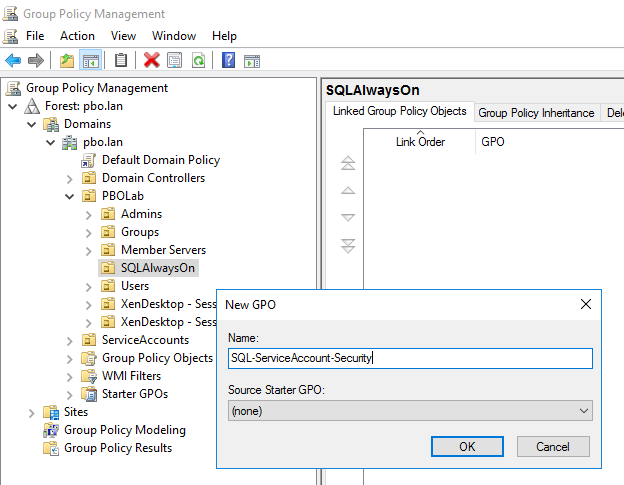 Group Policy Management
File Action View Window Help
Group Policy Management
Forest: pbo.lan
Domains
pbo.lan
Default Domain Policy
Domain Controllers
PBOLab
Admins
Groups
Member Servers
SQLAlwaysOn
Users
XenDesktop - Sess
XenDesktop - Sess
ServiceAccounts
Group Policy Objects
WMI Filters
Starter GPOs
Sites
Group Policy Modeling
Group Policy Results
SQLAlwaysOn
Linked Group Policy Objects Group Policy Inheritance Dele
Link Order GPO
New GPO
Name:
SQL-ServiceAccount-Security
Source Starter GPO:
(none)
OK Cancel